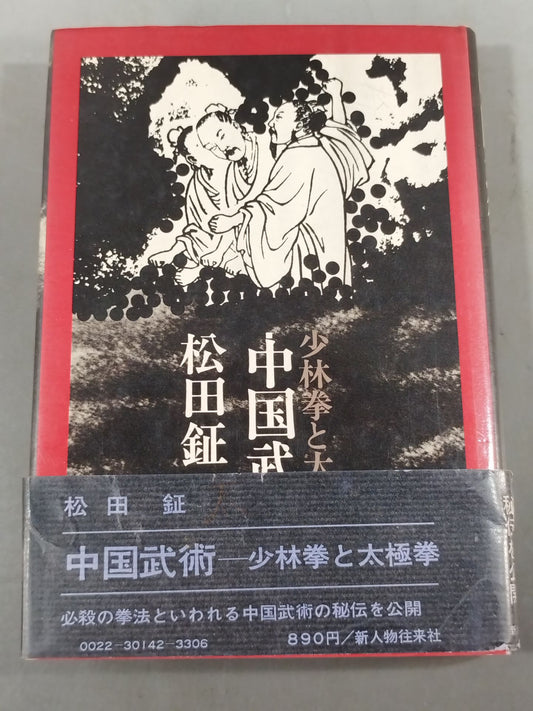 少林拳と太
中国武
松田鉦
松田 鉦
中国武術―少林拳と太極拳
必殺の拳法といわれる中国武術の秘伝を公開
0022-30142-3306
890円/新人物往来社